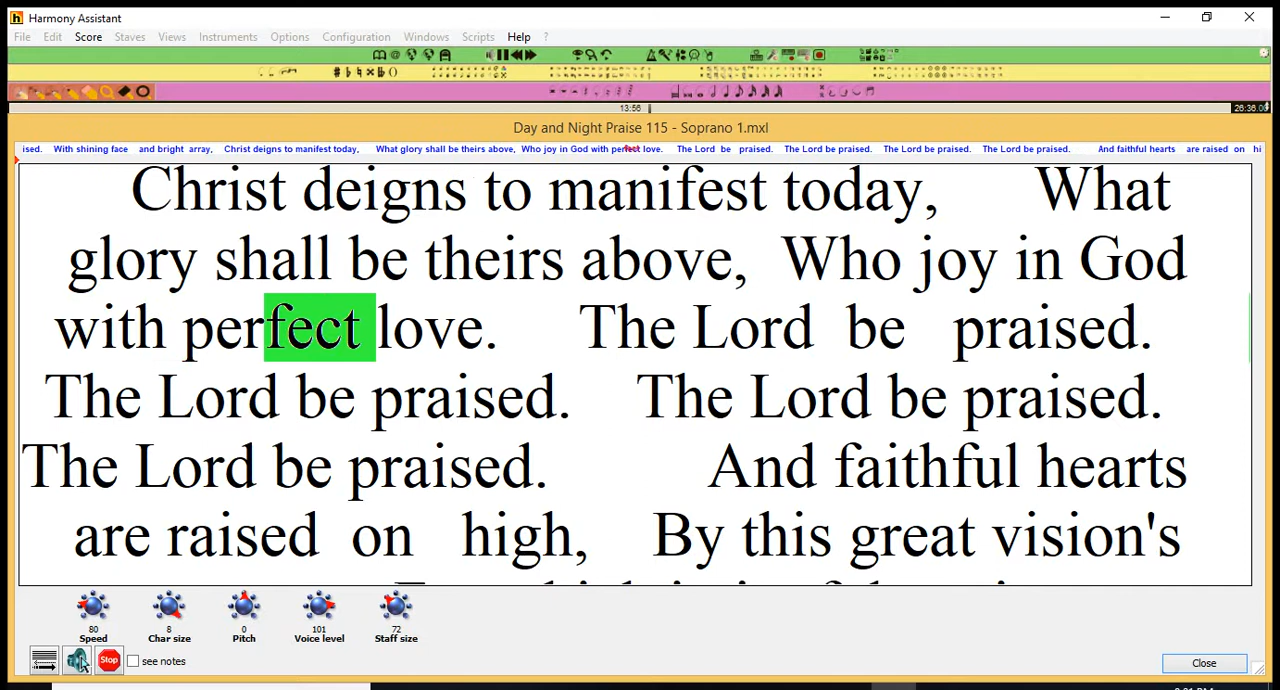 Harmony Assistant
File Edit Score Staves Views Instruments Options Configuration Windows Scripts Help ?
13:56
26:36.00
Day and Night Praise 115 - Soprano 1.mxl
ised. With shining face and bright array, Christ deigns to manifest today, What glory shall be theirs above, Who joy in God with perfect love. The Lord be praised. The Lord be praised. The Lord be praised. The Lord be praised. And faithful hearts are raised on hi
Christ deigns to manifest today, What
glory shall be theirs above, Who joy in God
with perfect love. The Lord be praised.
The Lord be praised. The Lord be praised.
The Lord be praised. And faithful hearts
are raised on high, By this great vision's
80 8 0 101 72
Speed Char size Pitch Voice level Staff size
Stop see notes Close